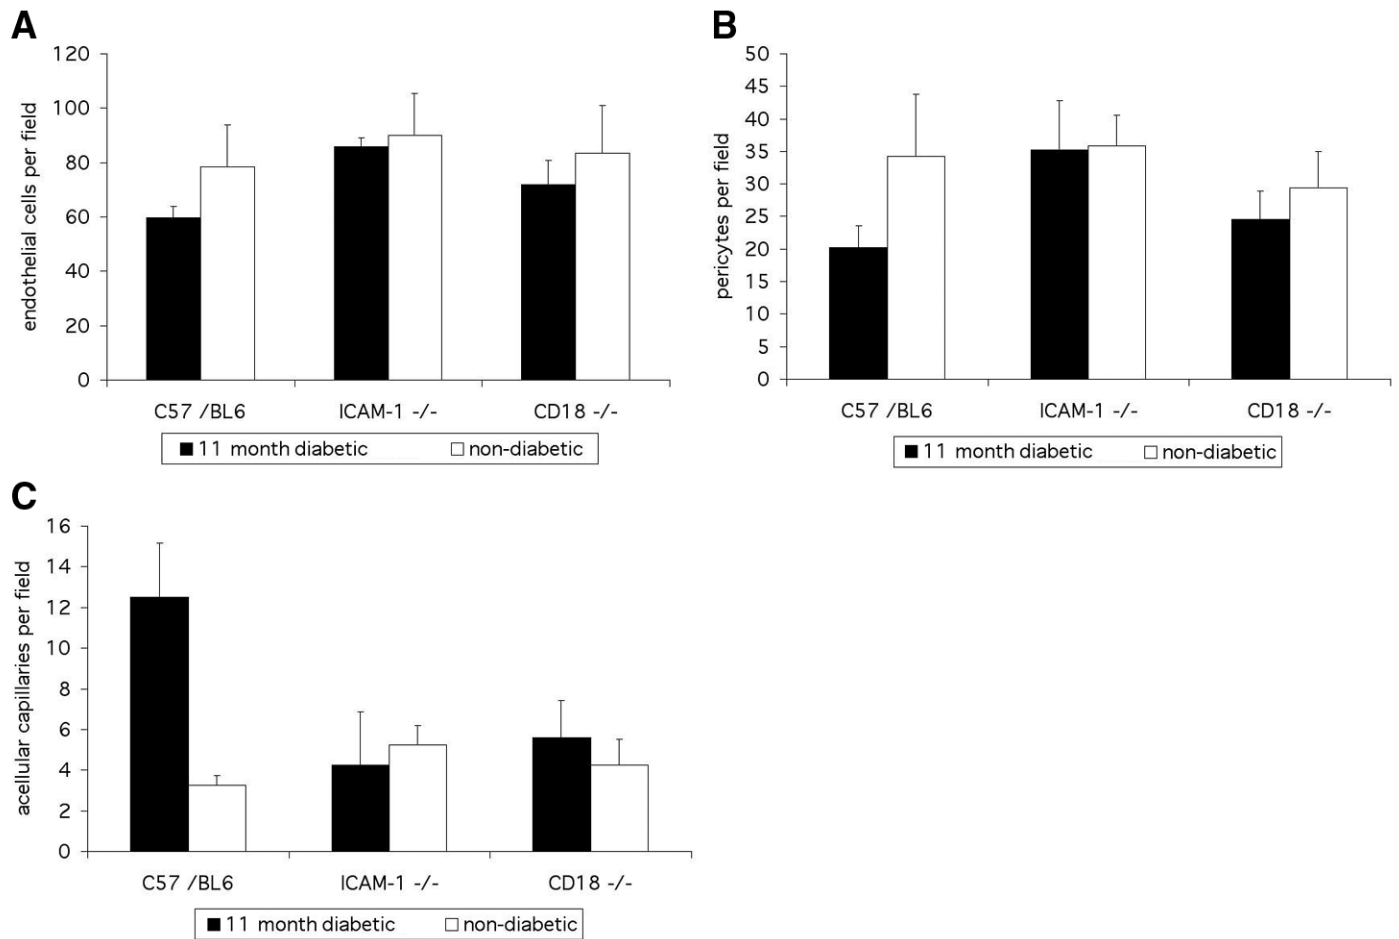 A
endothelial cells per field
120
100
80
60
40
20
0
C57 /BL6 ICAM-1 -/- CD18 -/-
11 month diabetic non-diabetic
B
pericytes per field
50
45
40
35
30
25
20
15
10
5
0
C57 /BL6 ICAM-1 -/- CD18 -/-
11 month diabetic non-diabetic
C
acellular capillaries per field
16
14
12
10
8
6
4
2
0
C57 /BL6 ICAM-1 -/- CD18 -/-
11 month diabetic non-diabetic